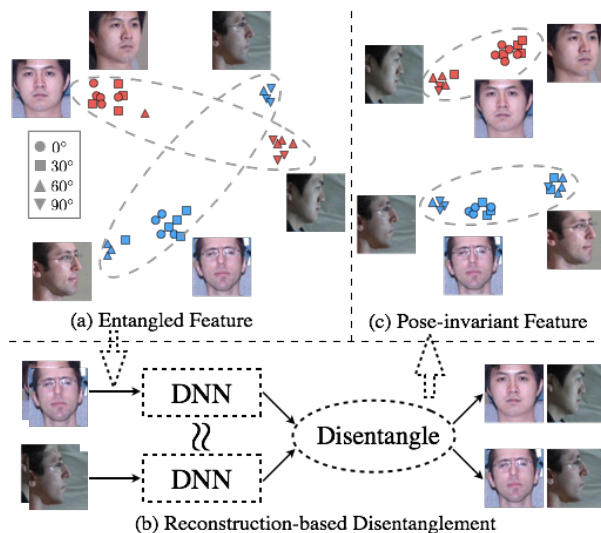 0°
30°
60°
90°
(a) Entangled Feature
(c) Pose-invariant Feature
DNN
DNN
Disentangle
(b) Reconstruction-based Disentanglement